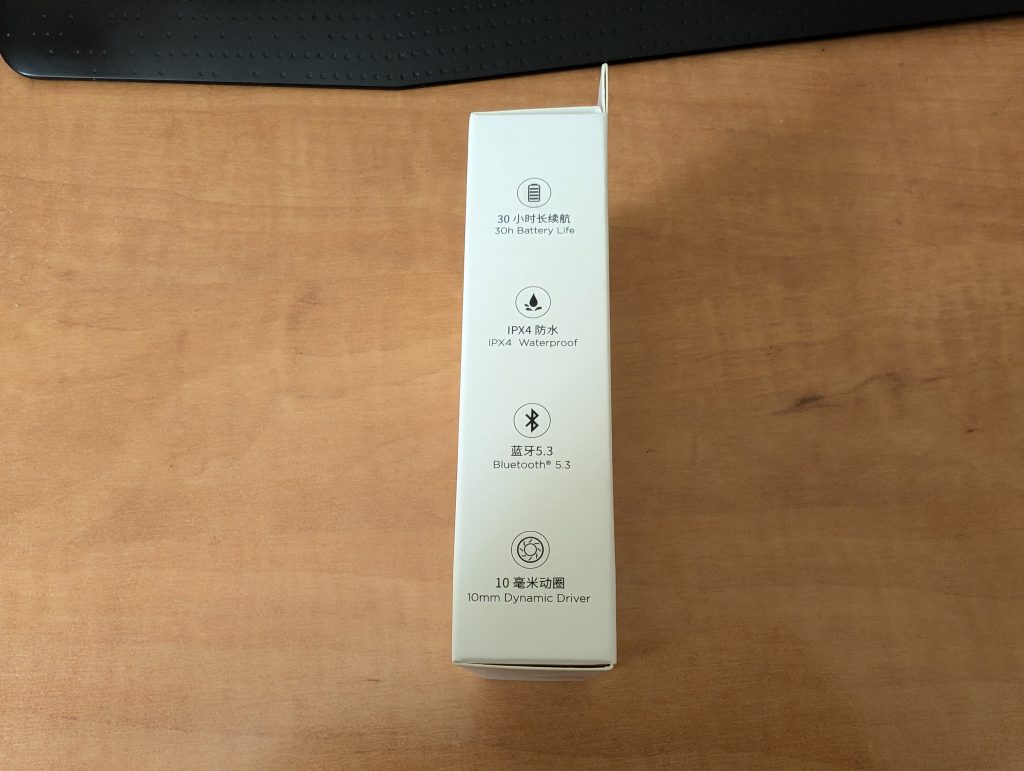 30 小时长续航
30h Battery Life
IPX4 防水
IPX4 Waterproof
蓝牙5.3
Bluetooth® 5.3
10 毫米动圈
10mm Dynamic Driver